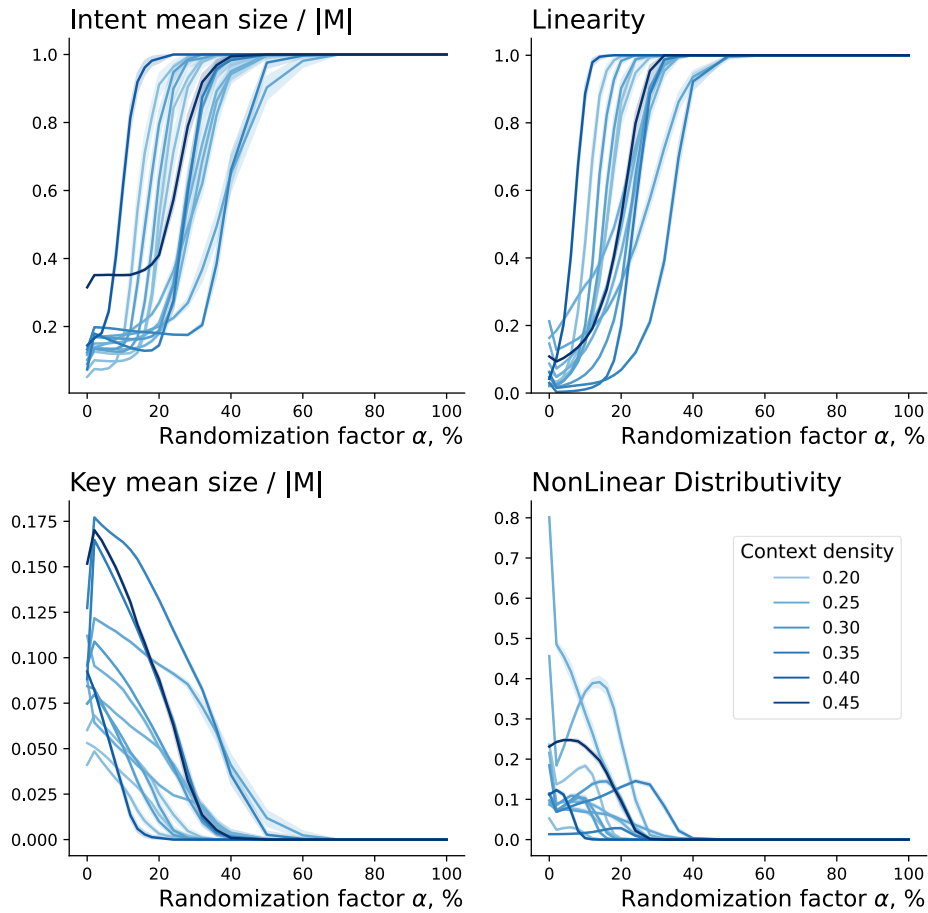 Intent mean size / |M|
1.0
0.8
0.6
0.4
0.2
0 20 40 60 80 100
Randomization factor α, %
Linearity
1.0
0.8
0.6
0.4
0.2
0.0
0 20 40 60 80 100
Randomization factor α, %
Key mean size / |M|
0.175
0.150
0.125
0.100
0.075
0.050
0.025
0.000
0 20 40 60 80 100
Randomization factor α, %
NonLinear Distributivity
0.8
0.7
0.6
0.5
0.4
0.3
0.2
0.1
0.0
Context density
0.20
0.25
0.30
0.35
0.40
0.45
0 20 40 60 80 100
Randomization factor α, %